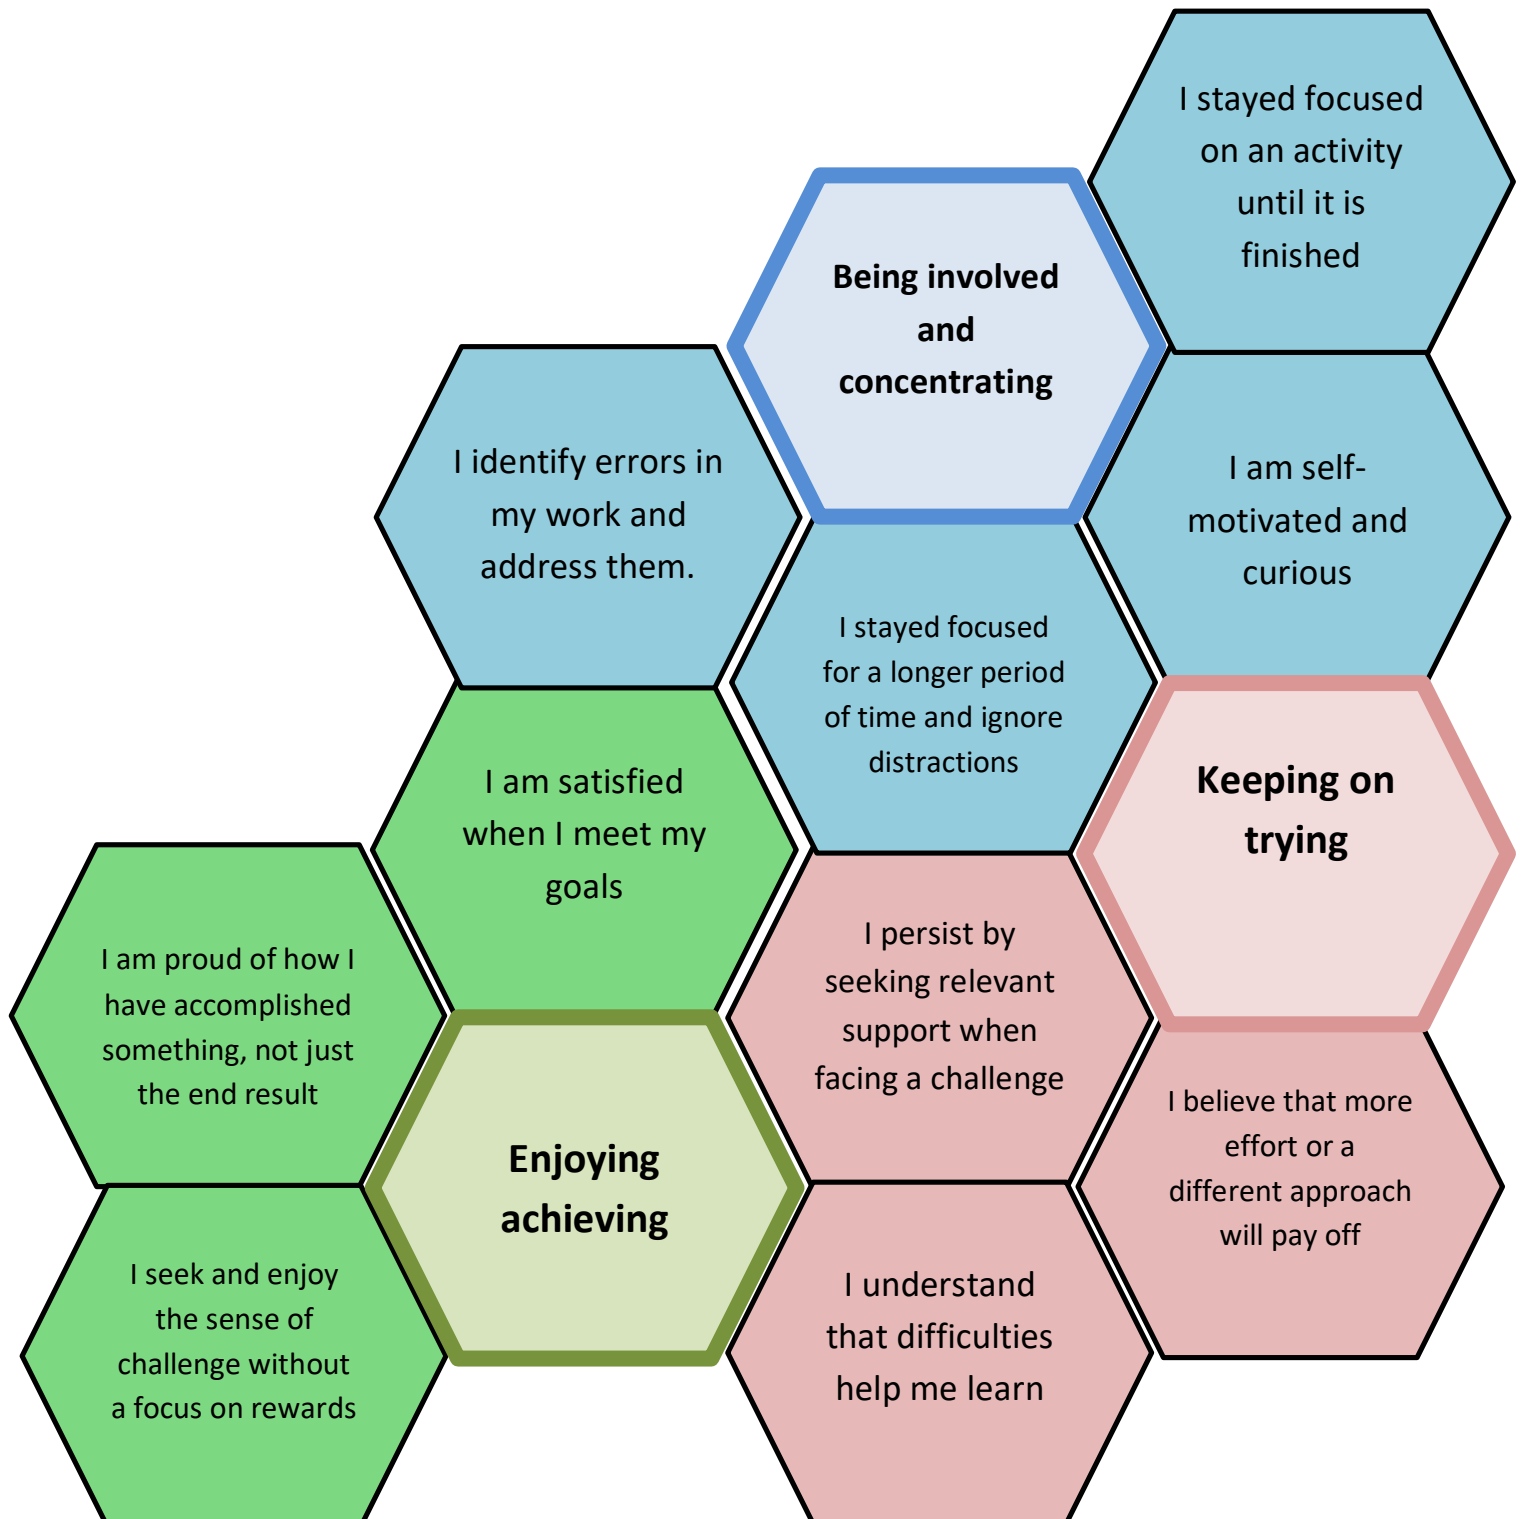 I stayed focused
on an activity
until it is
finished
Being involved
and
concentrating
I identify errors in
my work and
address them.
I am self-
motivated and
curious
I stayed focused
for a longer period
of time and ignore
distractions
I am satisfied
when I meet my
goals
Keeping on
trying
I am proud of how I
have accomplished
something, not just
the end result
I persist by
seeking relevant
support when
facing a challenge
Enjoying
achieving
I believe that more
effort or a
different approach
will pay off
I seek and enjoy
the sense of
challenge without
a focus on rewards
I understand
that difficulties
help me learn